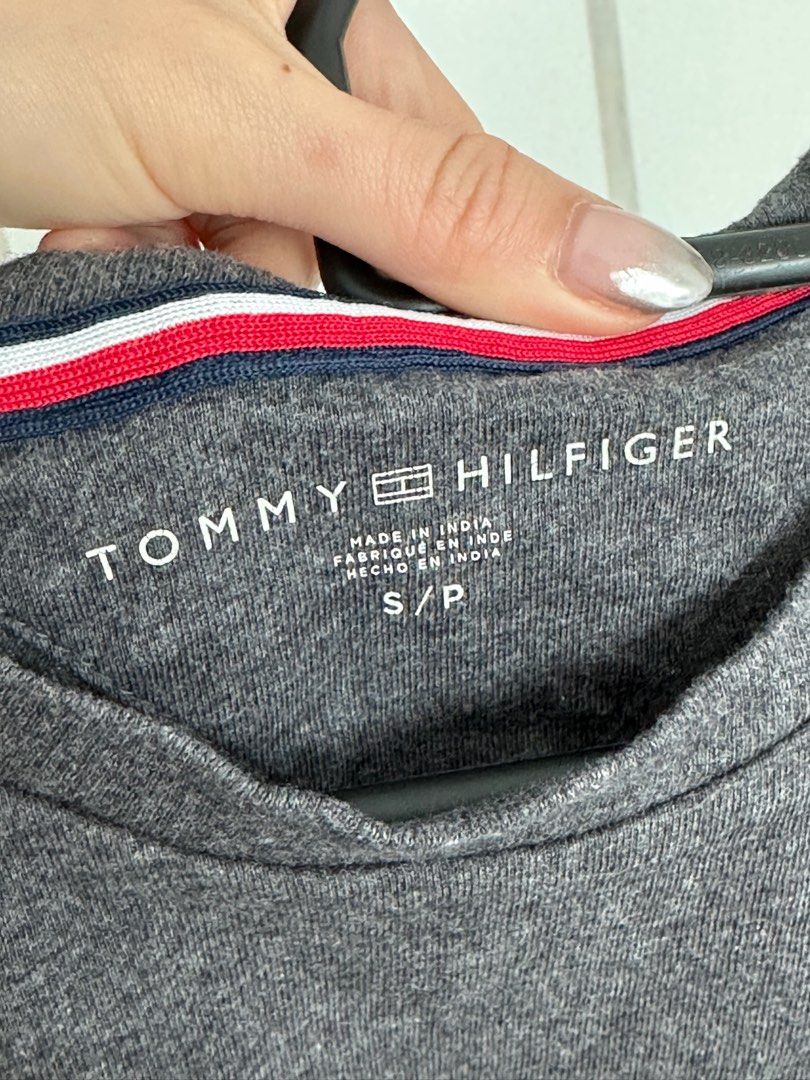 TOMMY HILFIGER
MADE IN INDIA
FABRIQUÉ EN INDE
HECHO EN INDIA
S/P